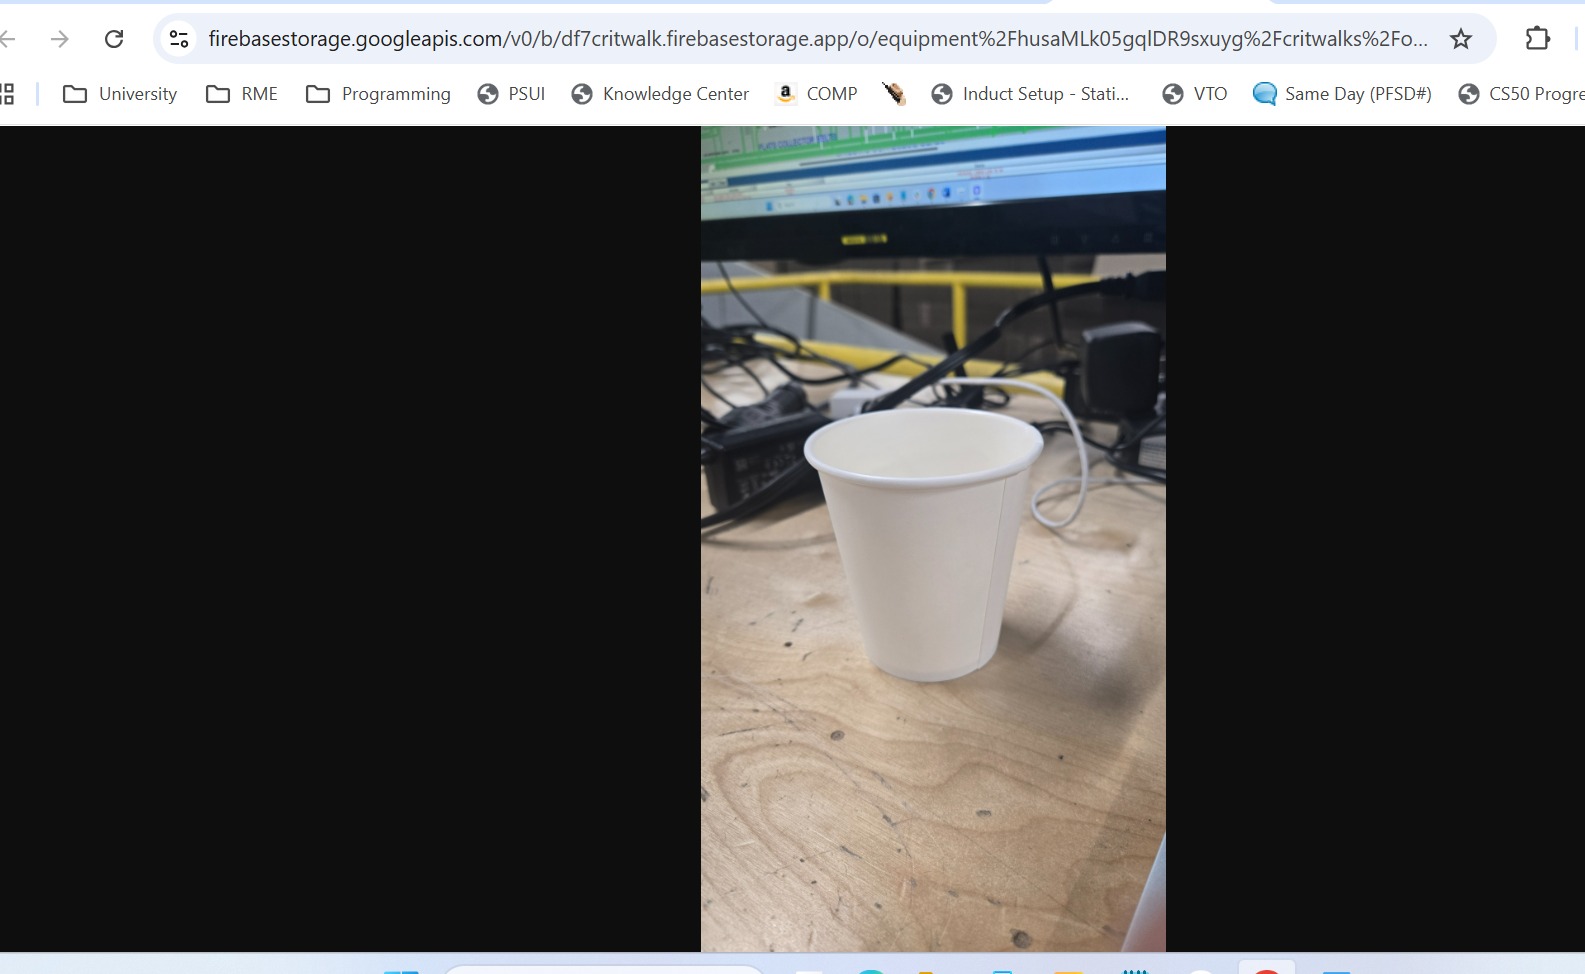 firebasestorage.googleapis.com/v0/b/df7critwalk.firebasestorage.app/o/equipment%2FhusaMLk05gqlDR9sxuyg%2Fcritwalks%2Fo...
University
RME
Programming
PSUI
Knowledge Center
COMP
Induct Setup - Stati...
VTO
Same Day (PFSD#)
CS50 Progre